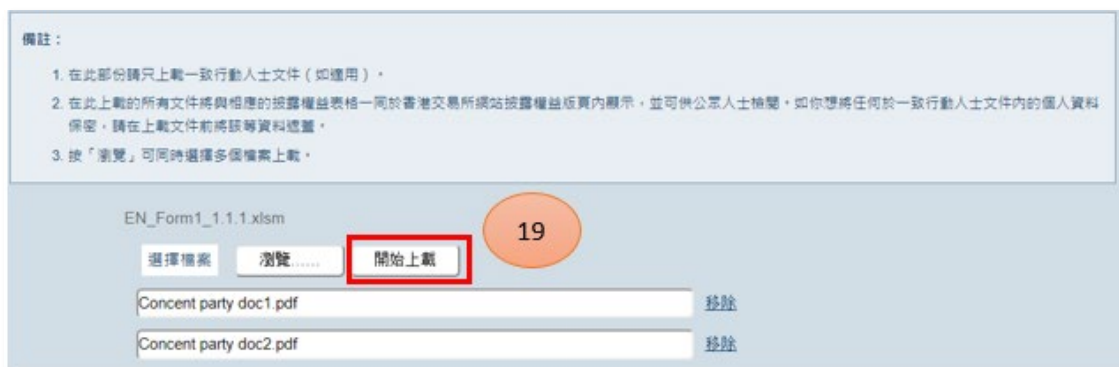 備註：
1. 在此部份請只上載一致行動人士文件（如適用）。
2. 在此上載的所有文件將與相應的披露權益表格一同於香港交易所網站披露權益版頁內顯示，並可供公眾人士檢閱。如你想將任何於一致行動人士文件內的個人資料
保密，請在上載文件前將該等資料遮蓋。
3. 按「瀏覽」可同時選擇多個檔案上載。
EN_Form1_1.1.1.xlsm
19
選擇檔案 瀏覽...... 開始上載
Concent party doc1.pdf 移除
Concent party doc2.pdf 移除